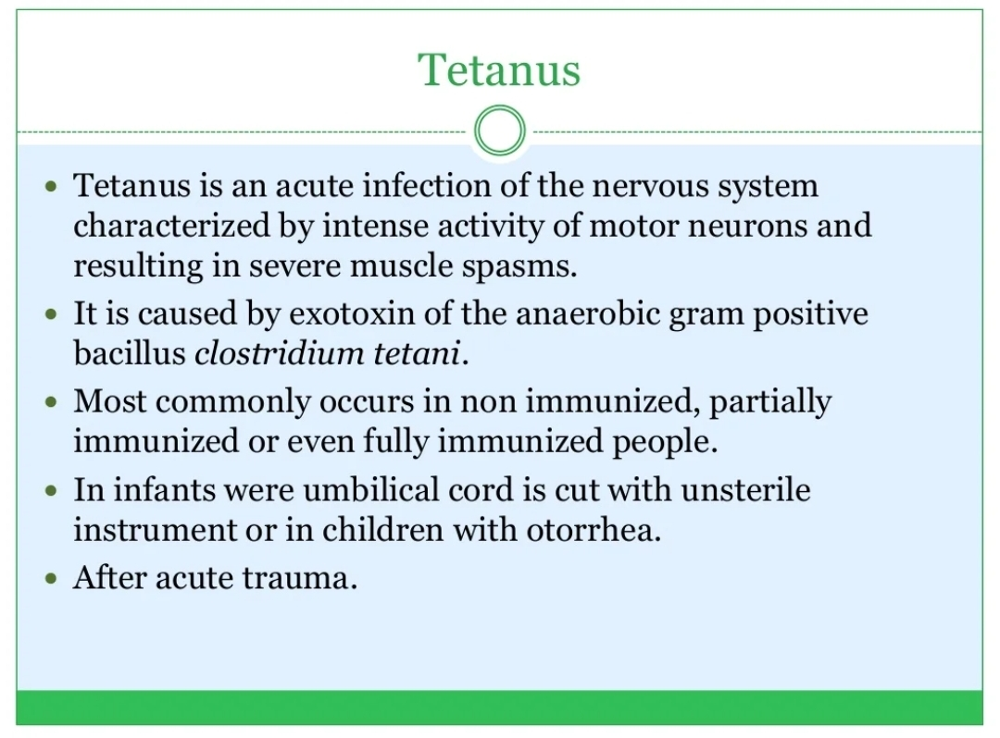 Tetanus
• Tetanus is an acute infection of the nervous system
characterized by intense activity of motor neurons and
resulting in severe muscle spasms.
• It is caused by exotoxin of the anaerobic gram positive
bacillus clostridium tetani.
• Most commonly occurs in non immunized, partially
immunized or even fully immunized people.
• In infants were umbilical cord is cut with unsterile
instrument or in children with otorrhea.
• After acute trauma.